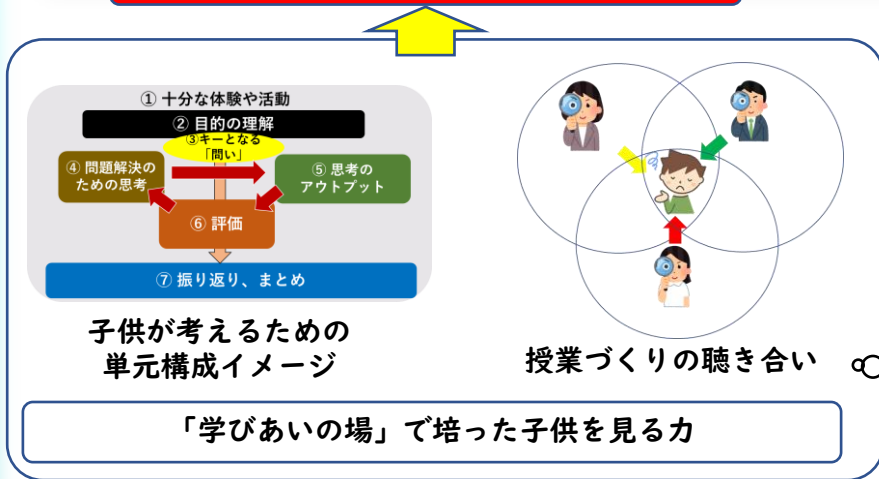 ① 十分な体験や活動
② 目的の理解
③キーとなる
「問い」
④ 問題解決の
ための思考
⑤ 思考の
アウトプット
⑥ 評価
⑦ 振り返り、まとめ
子供が考えるための
単元構成イメージ
授業づくりの聴き合い
「学びあいの場」で培った子供を見る力